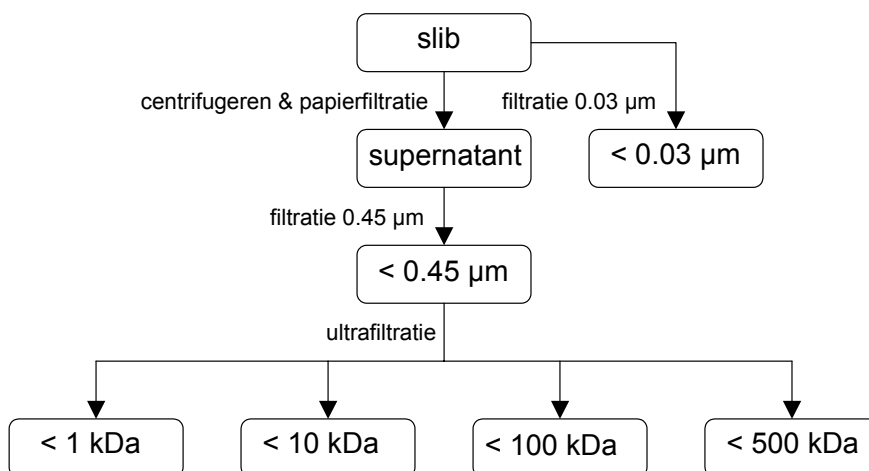 slib
centrifugeren & papierfiltratie
filtratie 0.03 µm
supernatant
< 0.03 µm
filtratie 0.45 µm
< 0.45 µm
ultrafiltratie
< 1 kDa
< 10 kDa
< 100 kDa
< 500 kDa